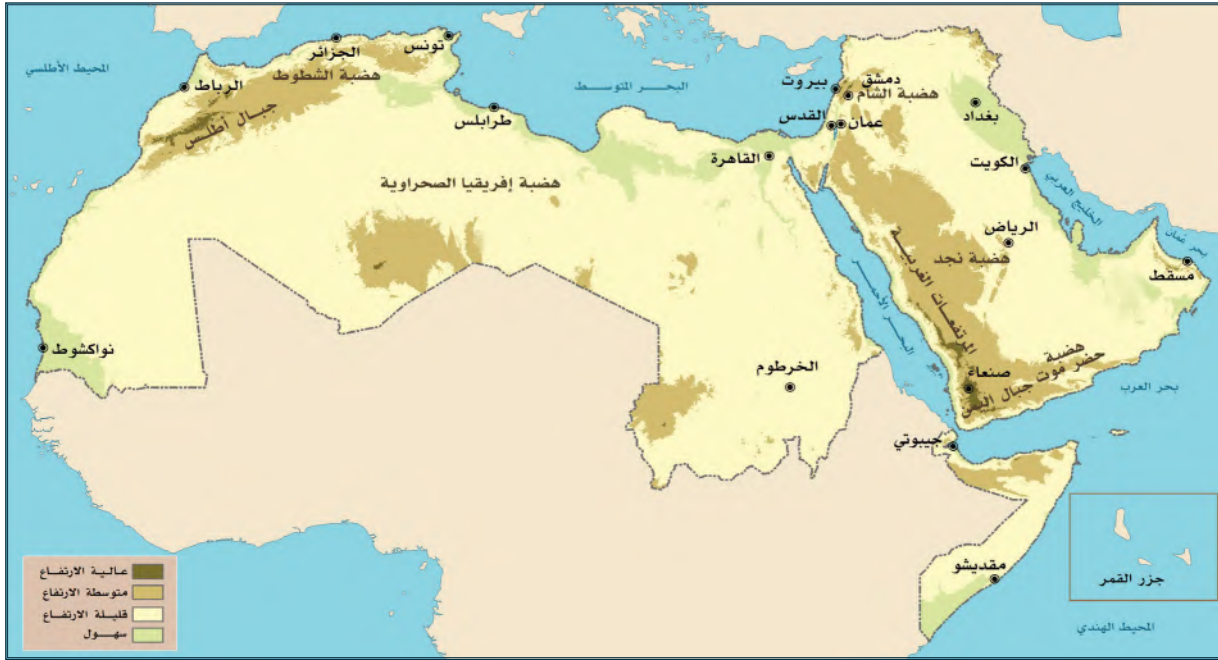 المحيط الأطلسي
الجزائر
تونس
هضبة الشطوط
الرباط
جبال أطلس
طرابلس
البحر المتوسط
بيروت
دمشق
هضبة الشام
القدس
عمان
بغداد
القاهرة
الكويت
الخليج العربي
هضبة إفريقيا الصحراوية
الرياض
هضبة نجد
المرتفعات الغربية
البحر الأحمر
بحر عمان
مسقط
نواكشوط
الخرطوم
صنعاء
هضبة
حضر موت جبال اليمن
بحر العرب
جيبوتي
مقديشو
جزر القمر
المحيط الهندي
عالية الارتفاع
متوسطة الارتفاع
قليلة الارتفاع
سهول